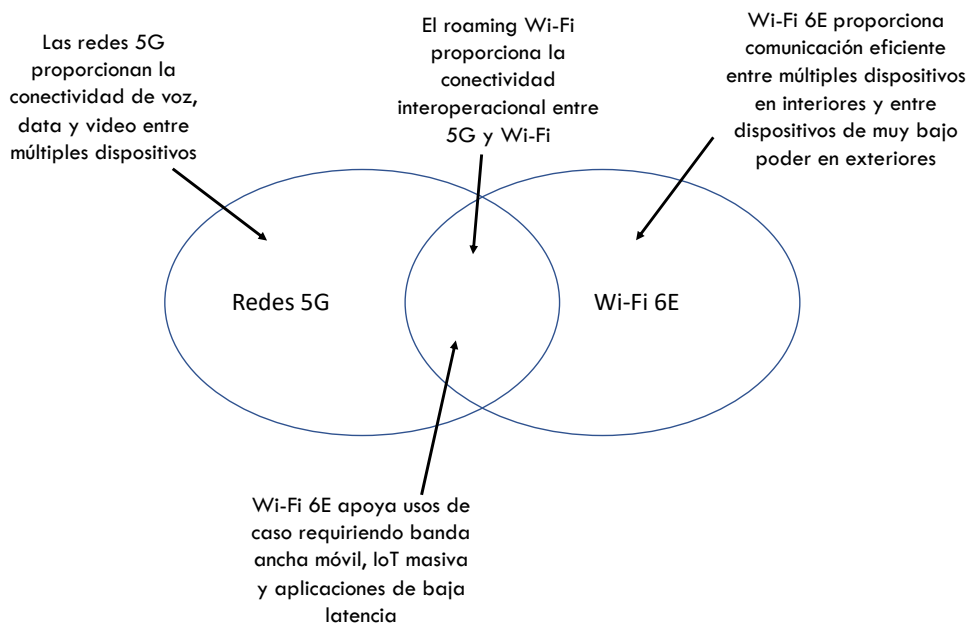 Las redes 5G
proporcionan la
conectividad de voz,
data y video entre
múltiples dispositivos
El roaming Wi-Fi
proporciona la
conectividad
interoperacional entre
5G y Wi-Fi
Wi-Fi 6E proporciona
comunicación eficiente
entre múltiples dispositivos
en interiores y entre
dispositivos de muy bajo
poder en exteriores
Redes 5G
Wi-Fi 6E
Wi-Fi 6E apoya usos de
caso requiriendo banda
ancha móvil, IoT masiva
y aplicaciones de baja
latencia